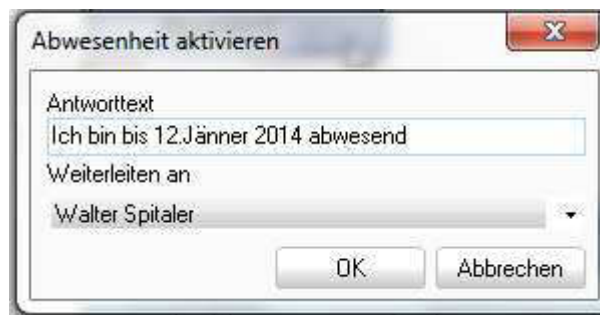 Abwesenheit aktivieren
Antworttext
Ich bin bis 12.Jänner 2014 abwesend
Weiterleiten an
Walter Spitaler
OK Abbrechen